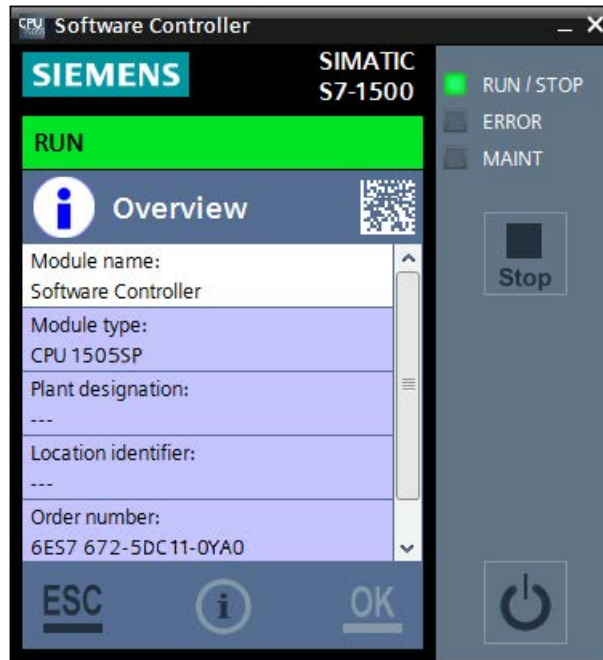 CPU Software Controller
SIEMENS
SIMATIC
S7-1500
RUN / STOP
ERROR
MAINT
RUN
i Overview
Module name:
Software Controller
Module type:
CPU 1505SP
Plant designation:
---
Location identifier:
---
Order number:
6ES7 672-5DC11-0YA0
Stop
ESC
i
OK